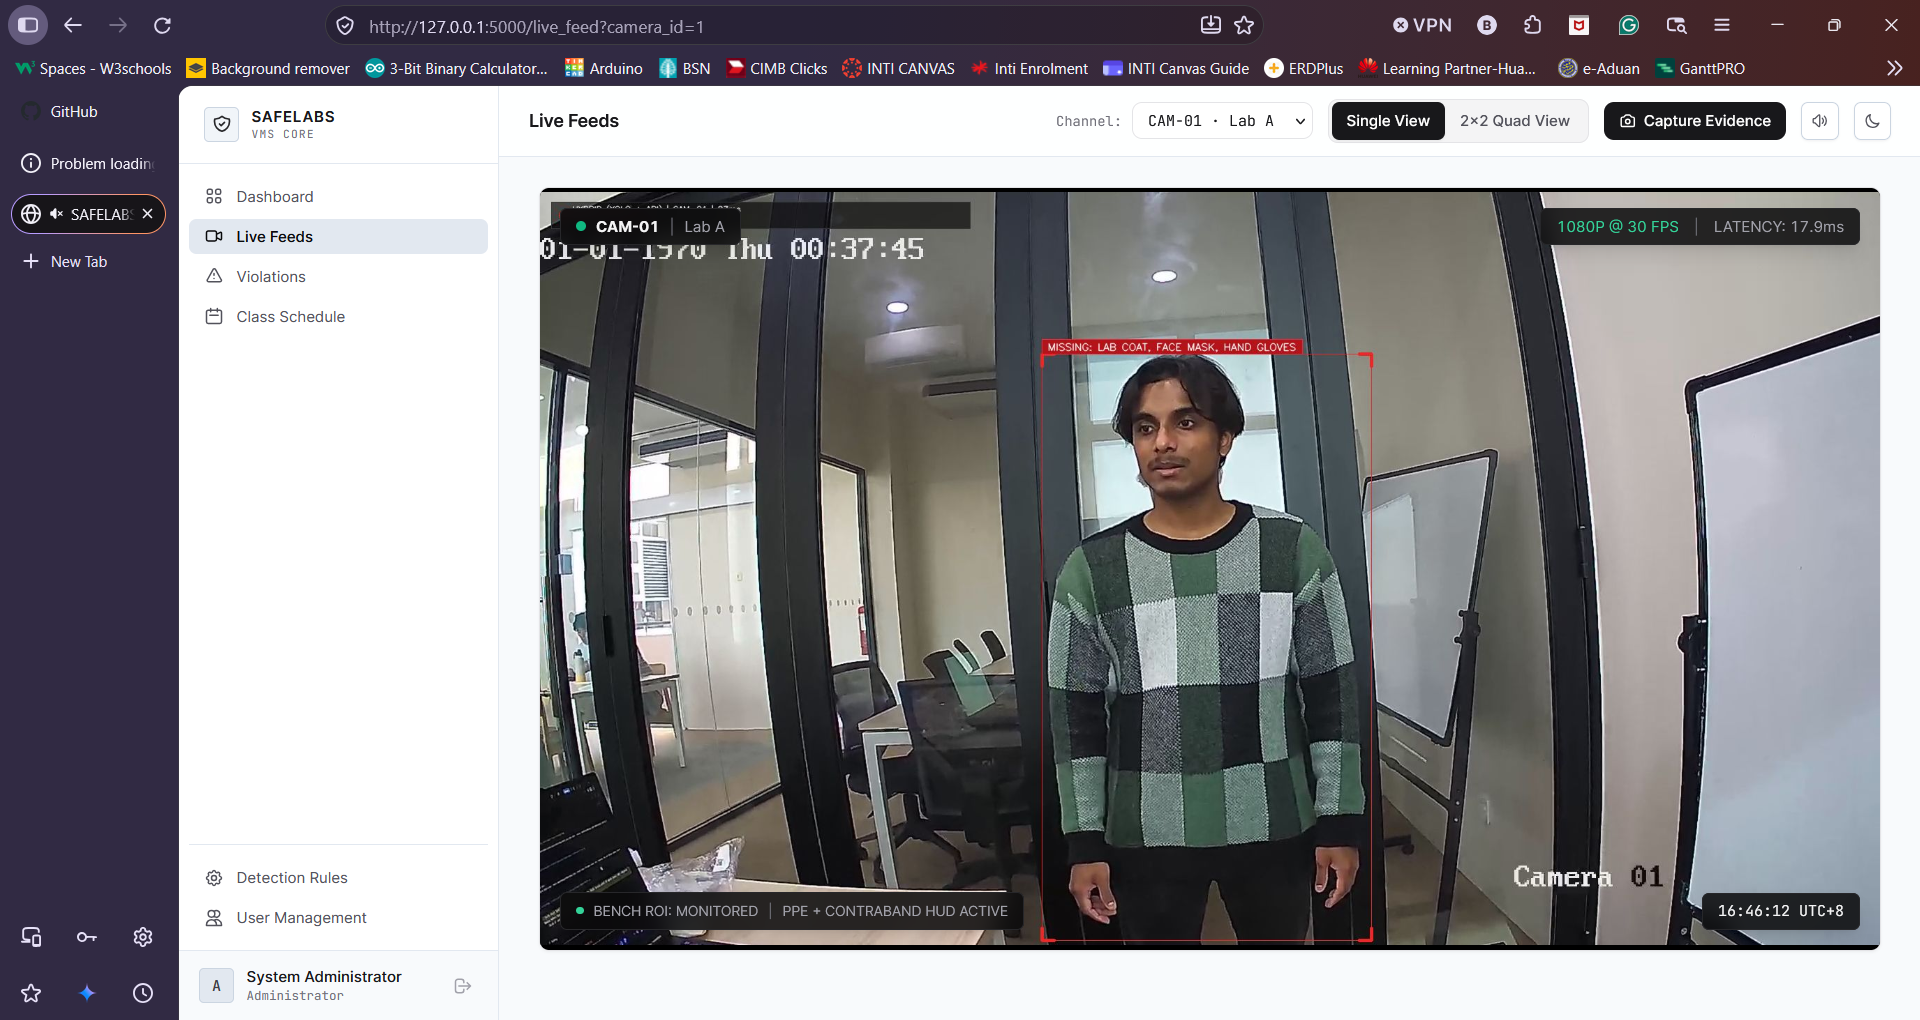 http://127.0.0.1:5000/live_feed?camera_id=1
VPN
B
Spaces - W3schools
Background remover
3-Bit Binary Calculator...
Arduino
BSN
CIMB Clicks
INTI CANVAS
Inti Enrolment
INTI Canvas Guide
ERDPlus
Learning Partner-Hua...
e-Aduan
GanttPRO
GitHub
Problem loadin
SAFELABS
New Tab
SAFELABS
VMS CORE
Dashboard
Live Feeds
Violations
Class Schedule
Detection Rules
User Management
A
System Administrator
Administrator
Live Feeds
Channel:
CAM-01 · Lab A
Single View
2×2 Quad View
Capture Evidence
CAM-01 | Lab A
1080P @ 30 FPS | LATENCY: 17.9ms
01-01-1970 Thu 00:37:45
MISSING: LAB COAT, FACE MASK, HAND GLOVES
Camera 01
BENCH ROI: MONITORED | PPE + CONTRABAND HUD ACTIVE
16:46:12 UTC+8